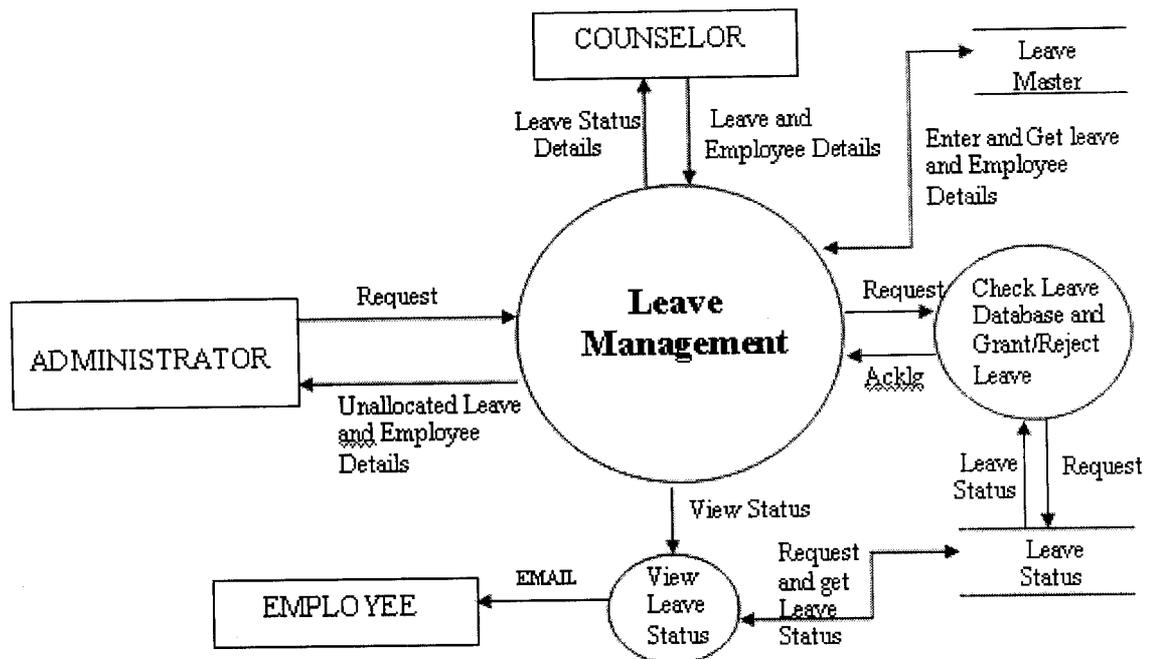 COUNSELOR
Leave
Master
Leave Status
Details
Leave and
Employee Details
Enter and Get leave
and Employee
Details
Request
ADMINISTRATOR
Unallocated Leave
and Employee
Details
Leave
Management
Request
Acklg
Check Leave
Database and
Grant/Reject
Leave
Leave
Status
Request
View Status
Leave
Status
Request
and get
Leave
Status
View
Leave
Status
EMAIL
EMPLOYEE